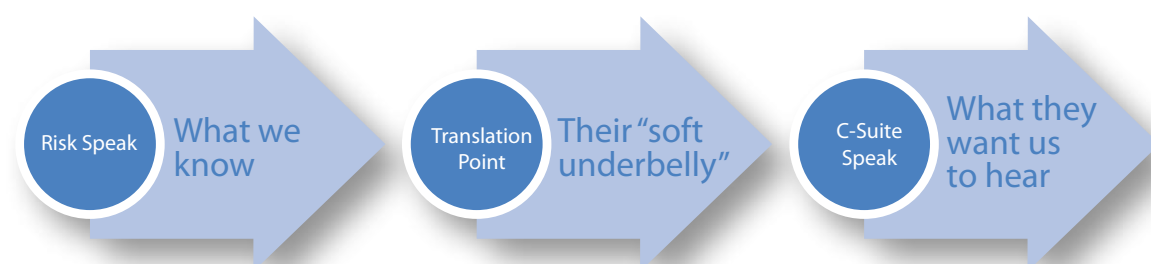 Risk Speak
What we
know
Translation
Point
Their “soft
underbelly”
C-Suite
Speak
What they
want us
to hear